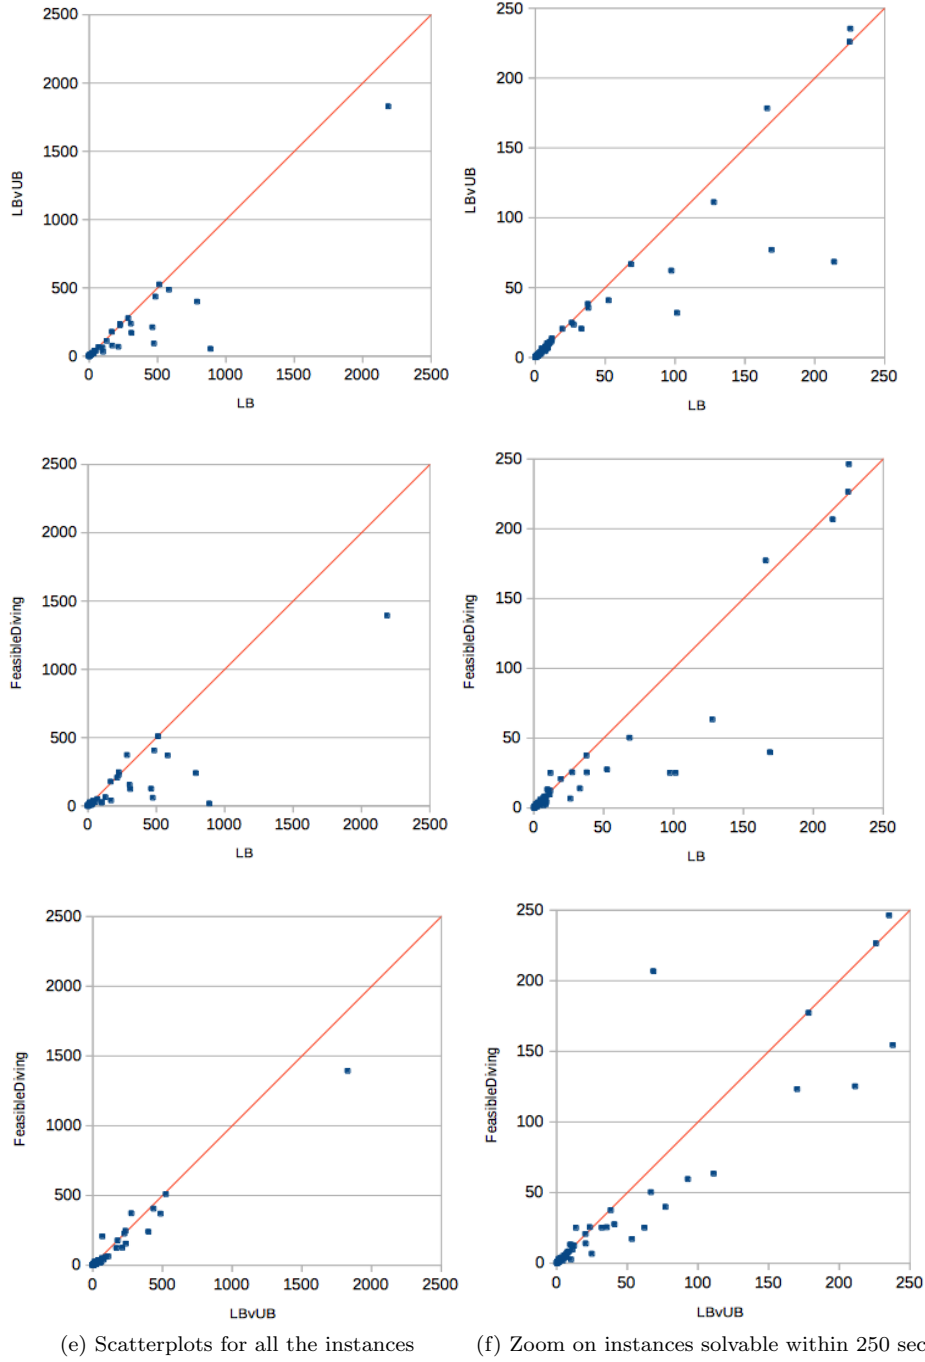 2500
2000
1500
1000
500
0
LBvUB
0 500 1000 1500 2000 2500
LB
250
200
150
100
50
0
LBvUB
0 50 100 150 200 250
LB
2500
2000
1500
1000
500
0
FeasibleDiving
0 500 1000 1500 2000 2500
LB
250
200
150
100
50
0
FeasibleDiving
0 50 100 150 200 250
LB
2500
2000
1500
1000
500
0
FeasibleDiving
0 500 1000 1500 2000 2500
LBvUB
250
200
150
100
50
0
FeasibleDiving
0 50 100 150 200 250
LBvUB
(e) Scatterplots for all the instances
(f) Zoom on instances solvable within 250 sec